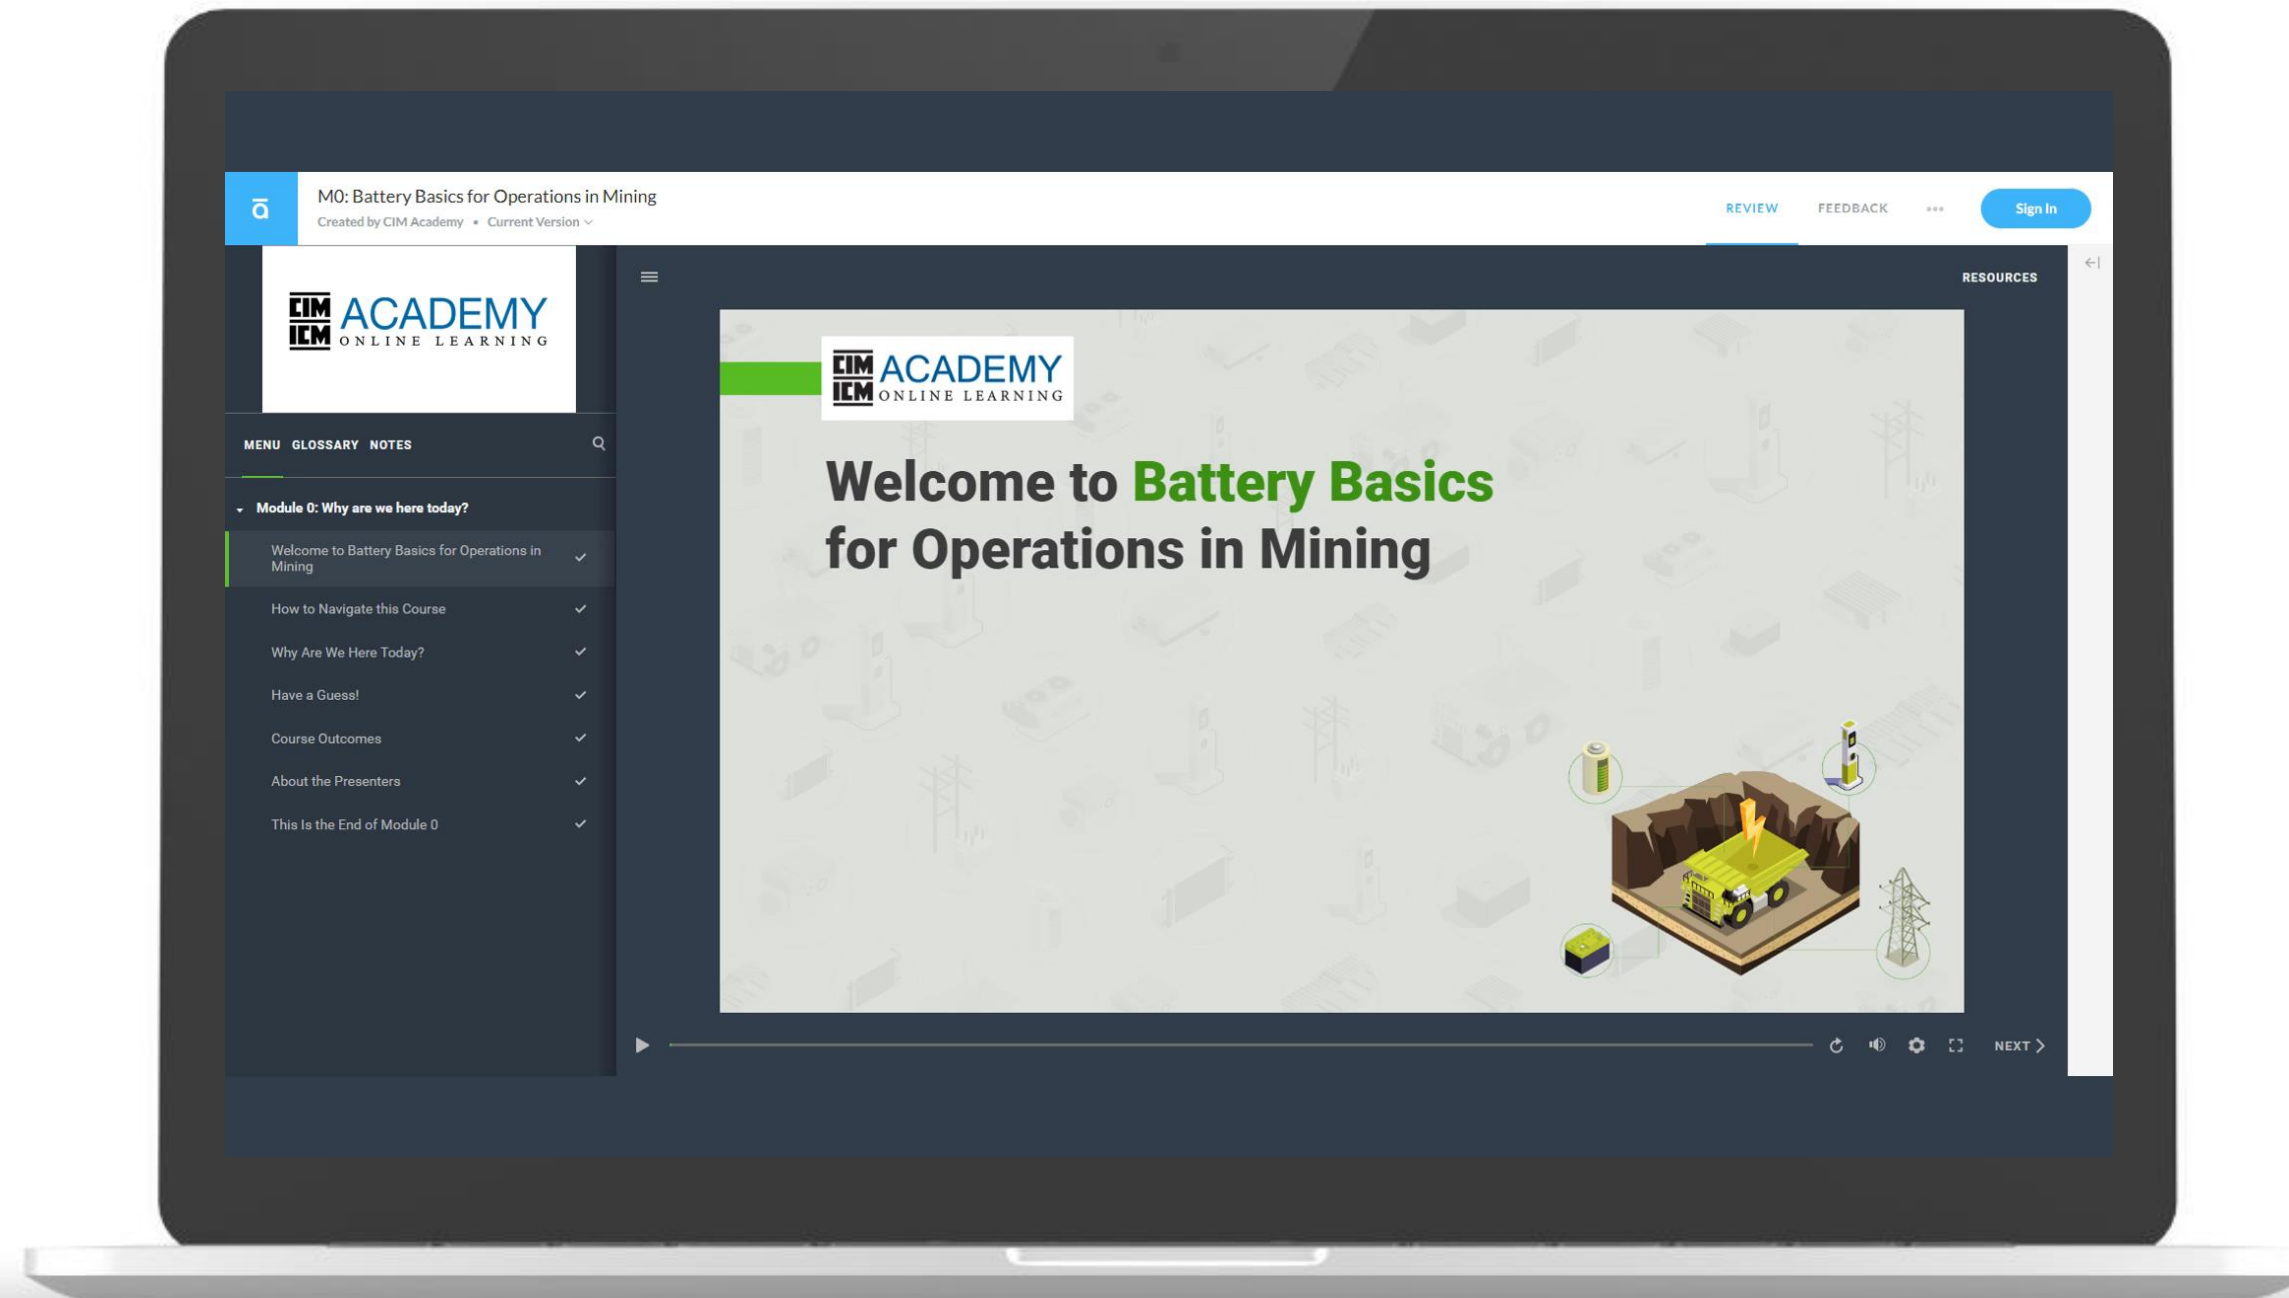 ā
M0: Battery Basics for Operations in Mining
Created by CIM Academy • Current Version
REVIEW FEEDBACK ••• Sign In
CIM ACADEMY
ICM ONLINE LEARNING
MENU GLOSSARY NOTES
Module 0: Why are we here today?
Welcome to Battery Basics for Operations in
Mining
How to Navigate this Course
Why Are We Here Today?
Have a Guess!
Course Outcomes
About the Presenters
This Is the End of Module 0
RESOURCES
CIM ACADEMY
ICM ONLINE LEARNING
Welcome to Battery Basics
for Operations in Mining
NEXT